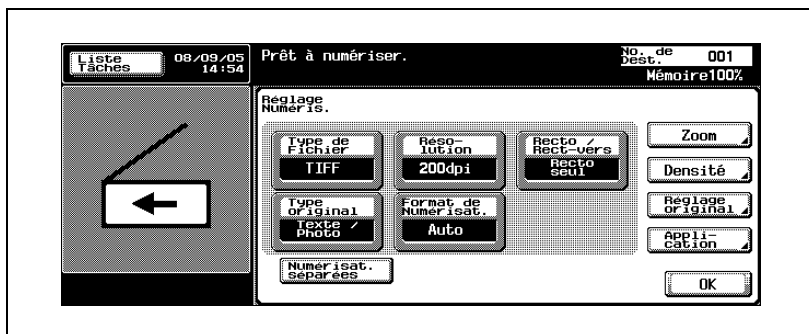 Liste
Tâches
08/09/05
14:54
Prêt à numériser.
No. de
Dest.
001
Mémoire100%
Réglage
Numéris.
Type de
Fichier
TIFF
Réso-
lution
200dpi
Recto /
Rect-vers
Recto
seul
Zoom
Densité
Type
original
Texte /
Photo
Format de
Numérisat.
Auto
Réglage
original
Appli-
cation
Numérisat.
séparées
OK